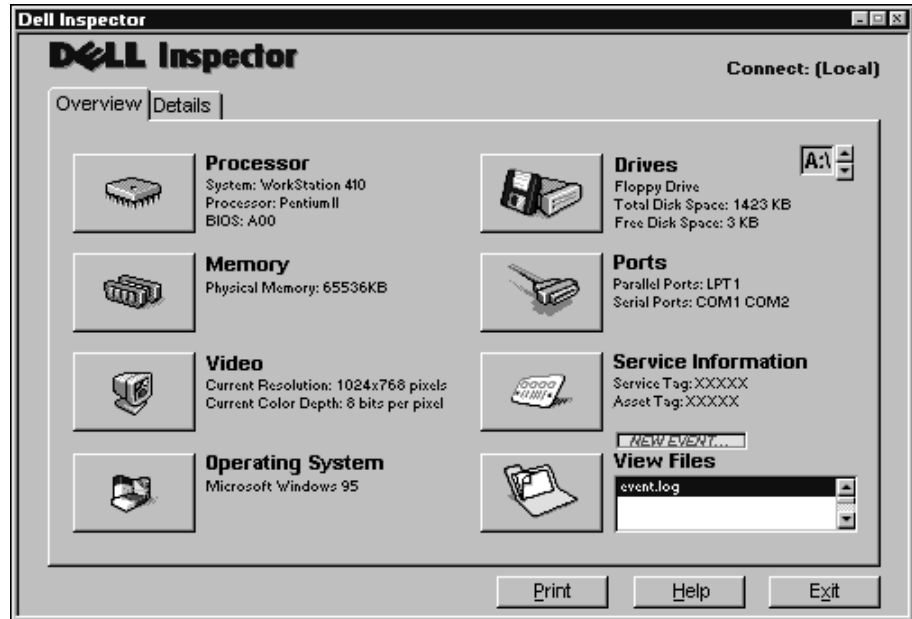 Dell Inspector
DELL Inspector
Connect: (Local)
Overview
Details
Processor
System: WorkStation 410
Processor: Pentium II
BIOS: A00
Memory
Physical Memory: 65536KB
Video
Current Resolution: 1024x768 pixels
Current Color Depth: 8 bits per pixel
Operating System
Microsoft Windows 95
Drives
A:\
Floppy Drive
Total Disk Space: 1423 KB
Free Disk Space: 3 KB
Ports
Parallel Ports: LPT1
Serial Ports: COM1 COM2
Service Information
Service Tag: XXXXX
Asset Tag: XXXXX
NEW EVENT...
View Files
event.log
Print
Help
Exit